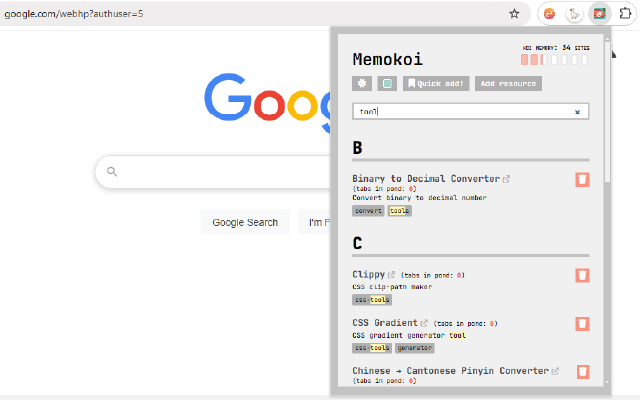 google.com/webhp?authuser=5
Goog
Google Search
I'm F
Memokoi
KOI MEMORY: 34 SITES
Quick add!
Add resource
tool
B
Binary to Decimal Converter
(tabs in pond: 0)
Convert binary to decimal number
convert tools
C
Clippy (tabs in pond: 0)
CSS clip-path maker
css-tools
CSS Gradient (tabs in pond: 0)
CSS gradient generator tool
css-tools generator
Chinese → Cantonese Pinyin Converter
(tabs in pond: 0)